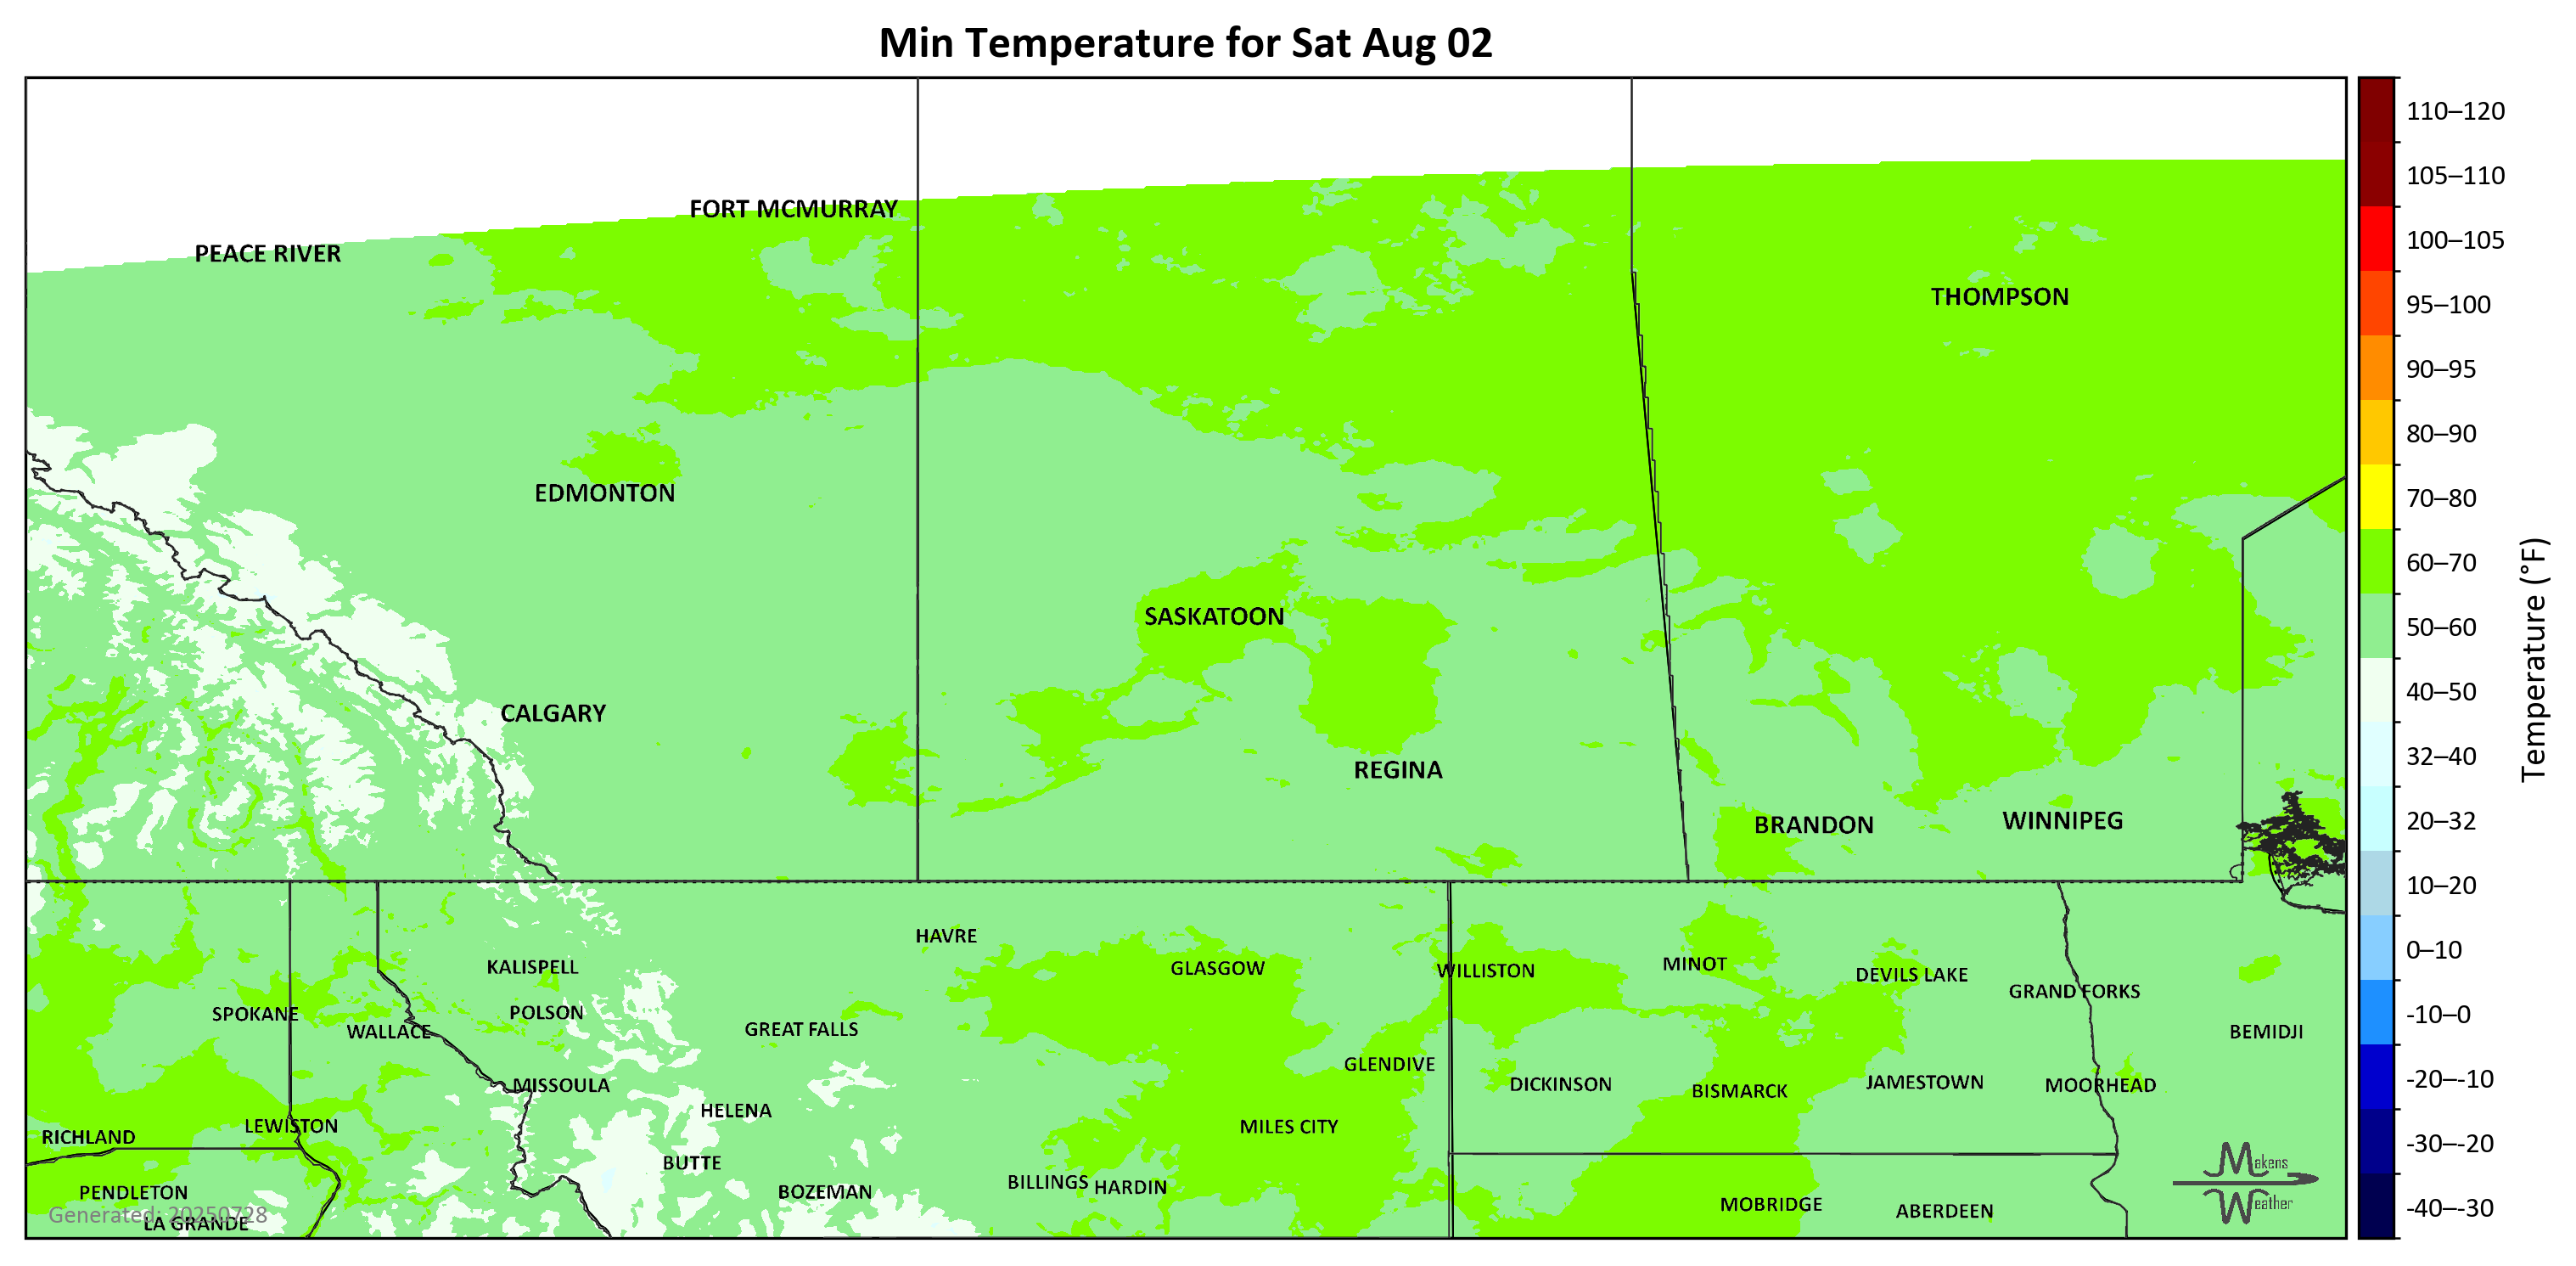 Min Temperature for Sat Aug 02
FORT MCMURRAY
PEACE RIVER
THOMPSON
EDMONTON
SASKATOON
CALGARY
REGINA
BRANDON
WINNIPEG
HAVRE
KALISPELL
GLASGOW
WILLISTON
MINOT
DEVILS LAKE
GRAND FORKS
SPOKANE
POLSON
WALLACE
GREAT FALLS
BEMIDJI
GLENDIVE
MISSOULA
DICKINSON
BISMARCK
JAMESTOWN
MOORHEAD
HELENA
LEWISTON
MILES CITY
RICHLAND
BUTTE
BILLINGS
HARDIN
PENDLETON
BOZEMAN
MOBRIDGE
ABERDEEN
Generated: 20250728
LA GRANDE
Makens
Weather
110–120
105–110
100–105
95–100
90–95
80–90
70–80
60–70
50–60
40–50
32–40
20–32
10–20
0–10
-10–0
-20–-10
-30–-20
-40–-30
Temperature (°F)